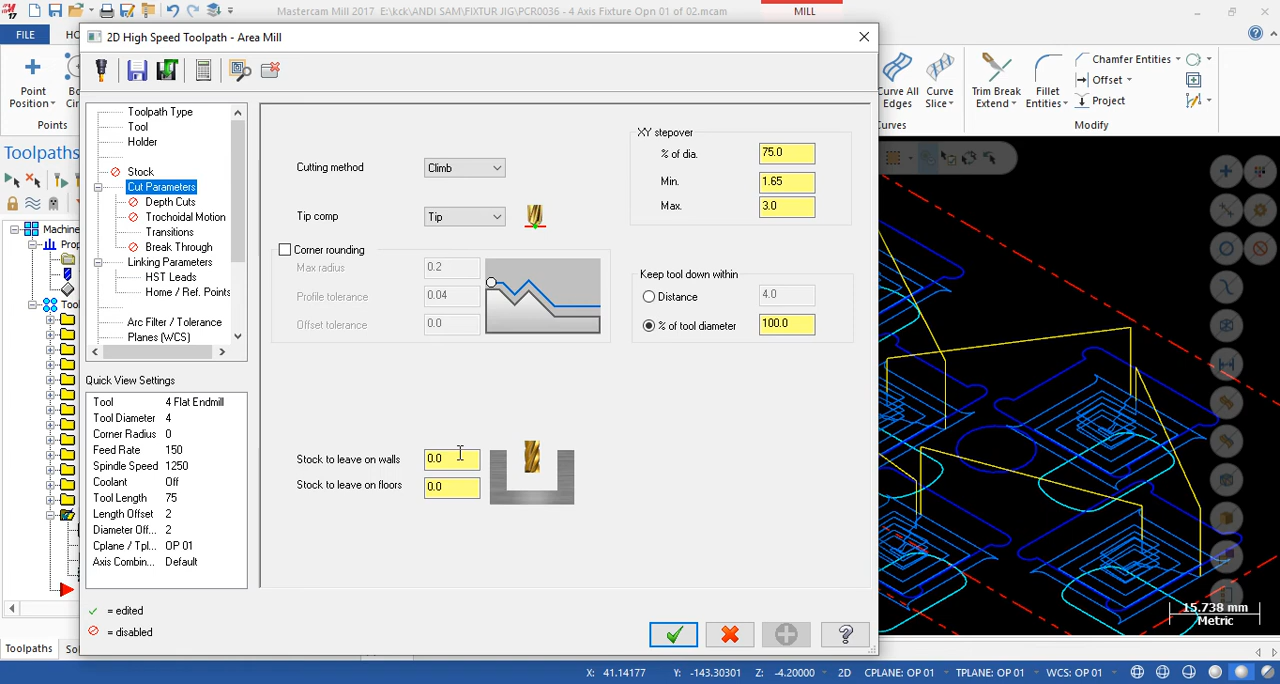 Mastercam Mill 2017 E:\kck\ANDI SAM\FIXTUR JIG\PCR0036 - 4 Axis Fixture Opn 01 of 02.mcam
MILL
FILE
2D High Speed Toolpath - Area Mill
Point
Position
Points
Curve All
Edges
Curve
Slice
Curves
Trim Break
Extend
Fillet
Entities
Chamfer Entities
Offset
Project
Modify
Toolpaths
Toolpath Type
Tool
Holder
Stock
Cut Parameters
Depth Cuts
Trochoidal Motion
Transitions
Break Through
Linking Parameters
HST Leads
Home / Ref. Points
Arc Filter / Tolerance
Planes (WCS)
Quick View Settings
Tool 4 Flat Endmill
Tool Diameter 4
Corner Radius 0
Feed Rate 150
Spindle Speed 1250
Coolant Off
Tool Length 75
Length Offset 2
Diameter Off... 2
Cplane / Tpl... OP 01
Axis Combin... Default
✓ = edited
= disabled
Cutting method Climb
Tip comp Tip
Corner rounding
Max radius 0.2
Profile tolerance 0.04
Offset tolerance 0.0
XY stepover
% of dia. 75.0
Min. 1.65
Max. 3.0
Keep tool down within
Distance 4.0
% of tool diameter 100.0
Stock to leave on walls 0.0
Stock to leave on floors 0.0
15.738 mm
Metric
Toolpaths
X: 41.14177 Y: -143.30301 Z: -4.20000 2D CPLANE: OP 01 TPLANE: OP 01 WCS: OP 01